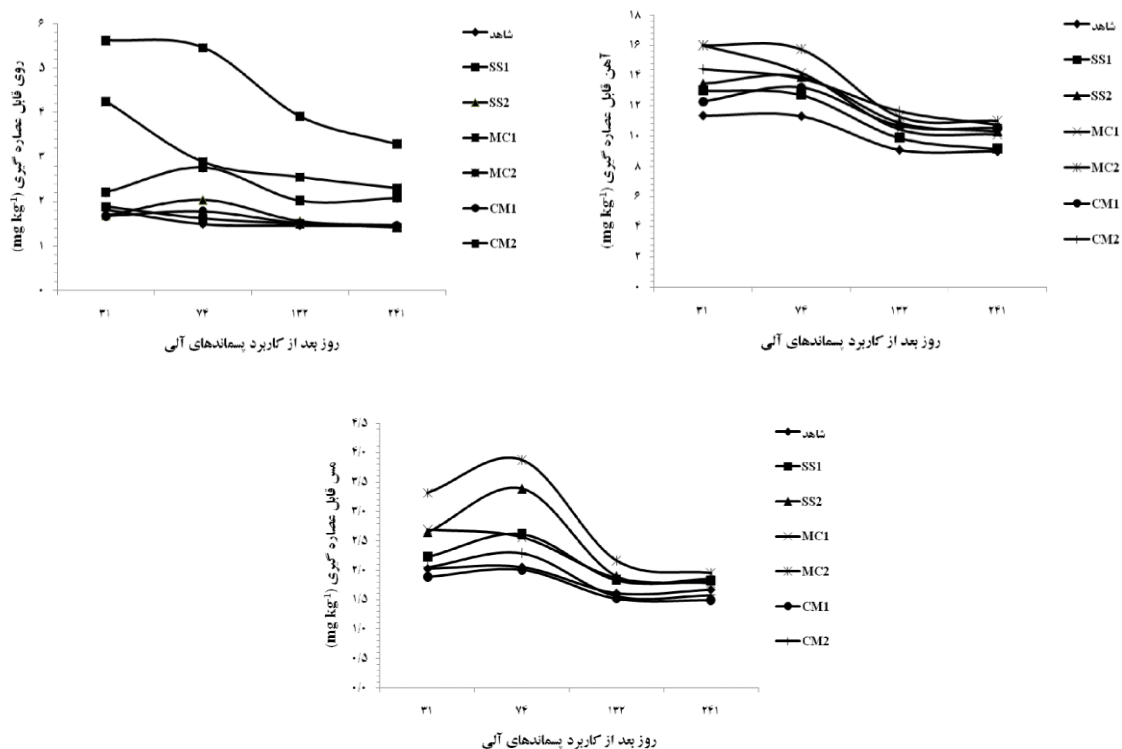 روی قابل عصاره گیری (mg kg-1)
۶
۵
۴
۳
۲
۱
۰
۳۱ ۷۴ ۱۳۲ ۲۴۱
روز بعد از کاربرد پسماندهای آلی
شاهد
SS1
SS2
MC1
MC2
CM1
CM2
آهن قابل عصاره گیری (mg kg-1)
۱۸
۱۶
۱۴
۱۲
۱۰
۸
۶
۴
۲
۰
۳۱ ۷۴ ۱۳۲ ۲۴۱
روز بعد از کاربرد پسماندهای آلی
شاهد
SS1
SS2
MC1
MC2
CM1
CM2
مس قابل عصاره گیری (mg kg-1)
۴/۵
۴/۰
۳/۵
۳/۰
۲/۵
۲/۰
۱/۵
۱/۰
۰/۵
۰/۰
۳۱ ۷۴ ۱۳۲ ۲۴۱
روز بعد از کاربرد پسماندهای آلی
شاهد
SS1
SS2
MC1
MC2
CM1
CM2